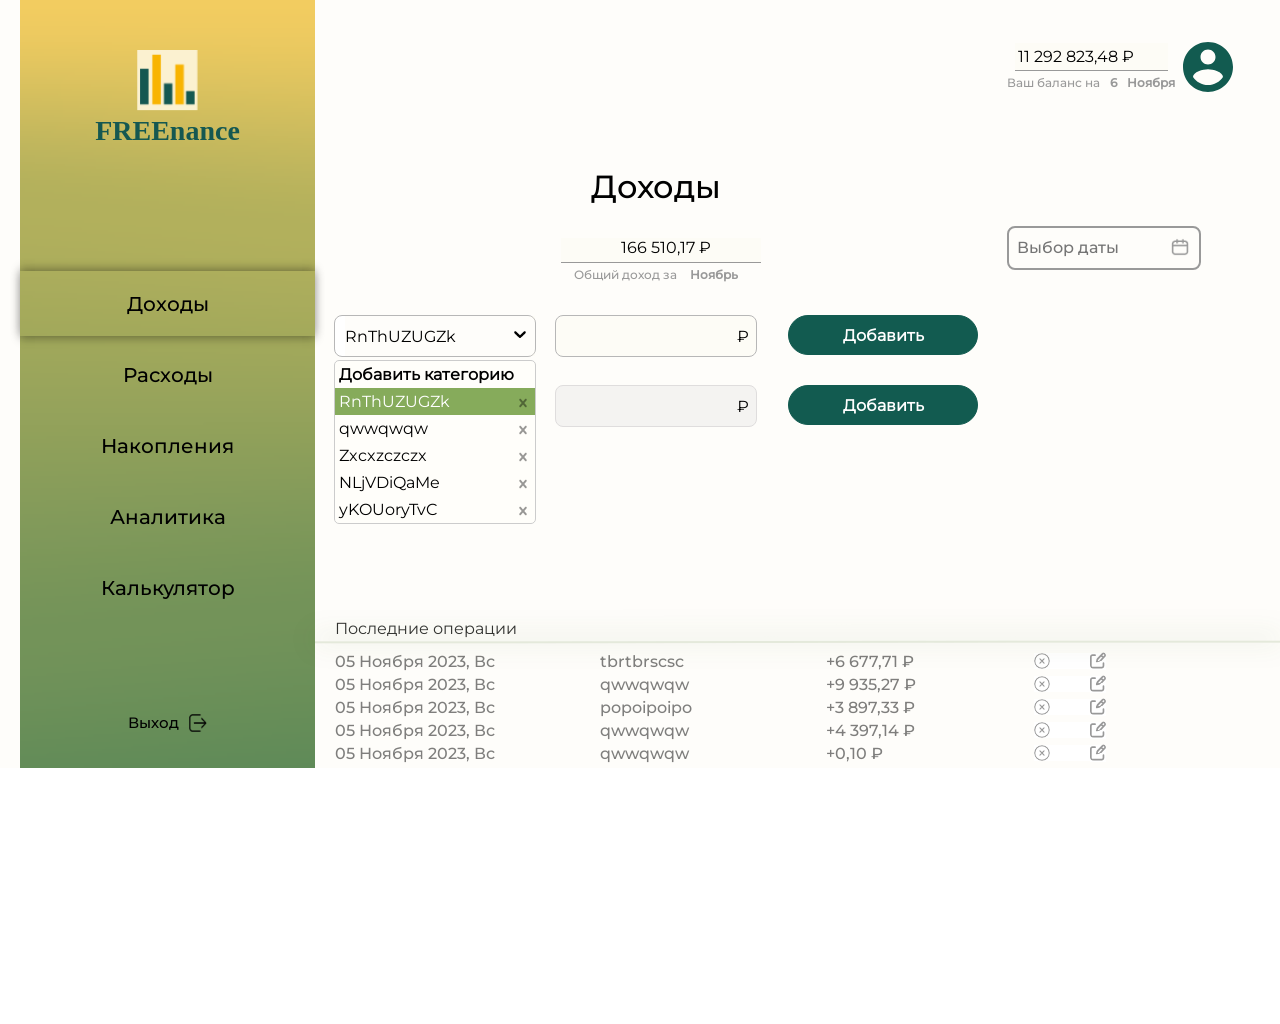 FREEnance
Доходы
Расходы
Накопления
Аналитика
Калькулятор
Выход
11 292 823,48 ₽
Ваш баланс на 6 Ноября
Доходы
166 510,17 ₽
Общий доход за Ноябрь
Выбор даты
RnThUZUGZk ₽ Добавить
Добавить категорию
RnThUZUGZk x
qwwqwqw x
Zxcxzczczx x
NLjVDiQaMe x
yKOUoryTvC x
₽ Добавить
Последние операции
05 Ноября 2023, Вс tbrtbrscsc +6 677,71 ₽
05 Ноября 2023, Вс qwwqwqw +9 935,27 ₽
05 Ноября 2023, Вс popoipoipo +3 897,33 ₽
05 Ноября 2023, Вс qwwqwqw +4 397,14 ₽
05 Ноября 2023, Вс qwwqwqw +0,10 ₽